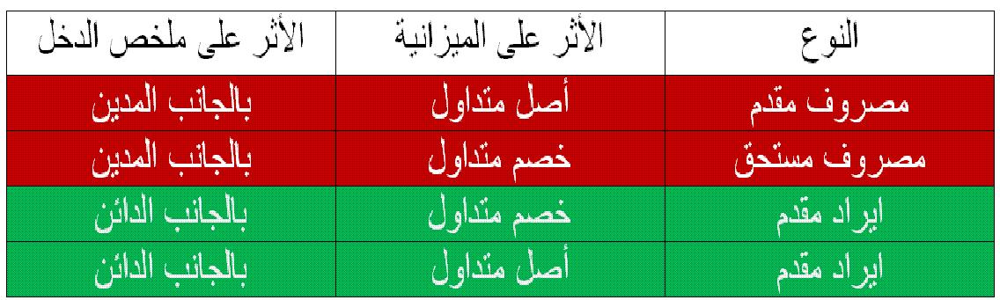 النوع الأثر على الميزانية الأثر على ملخص الدخل
مصروف مقدم أصل متداول بالجانب المدين
مصروف مستحق خصم متداول بالجانب المدين
ايراد مقدم خصم متداول بالجانب الدائن
ايراد مقدم أصل متداول بالجانب الدائن